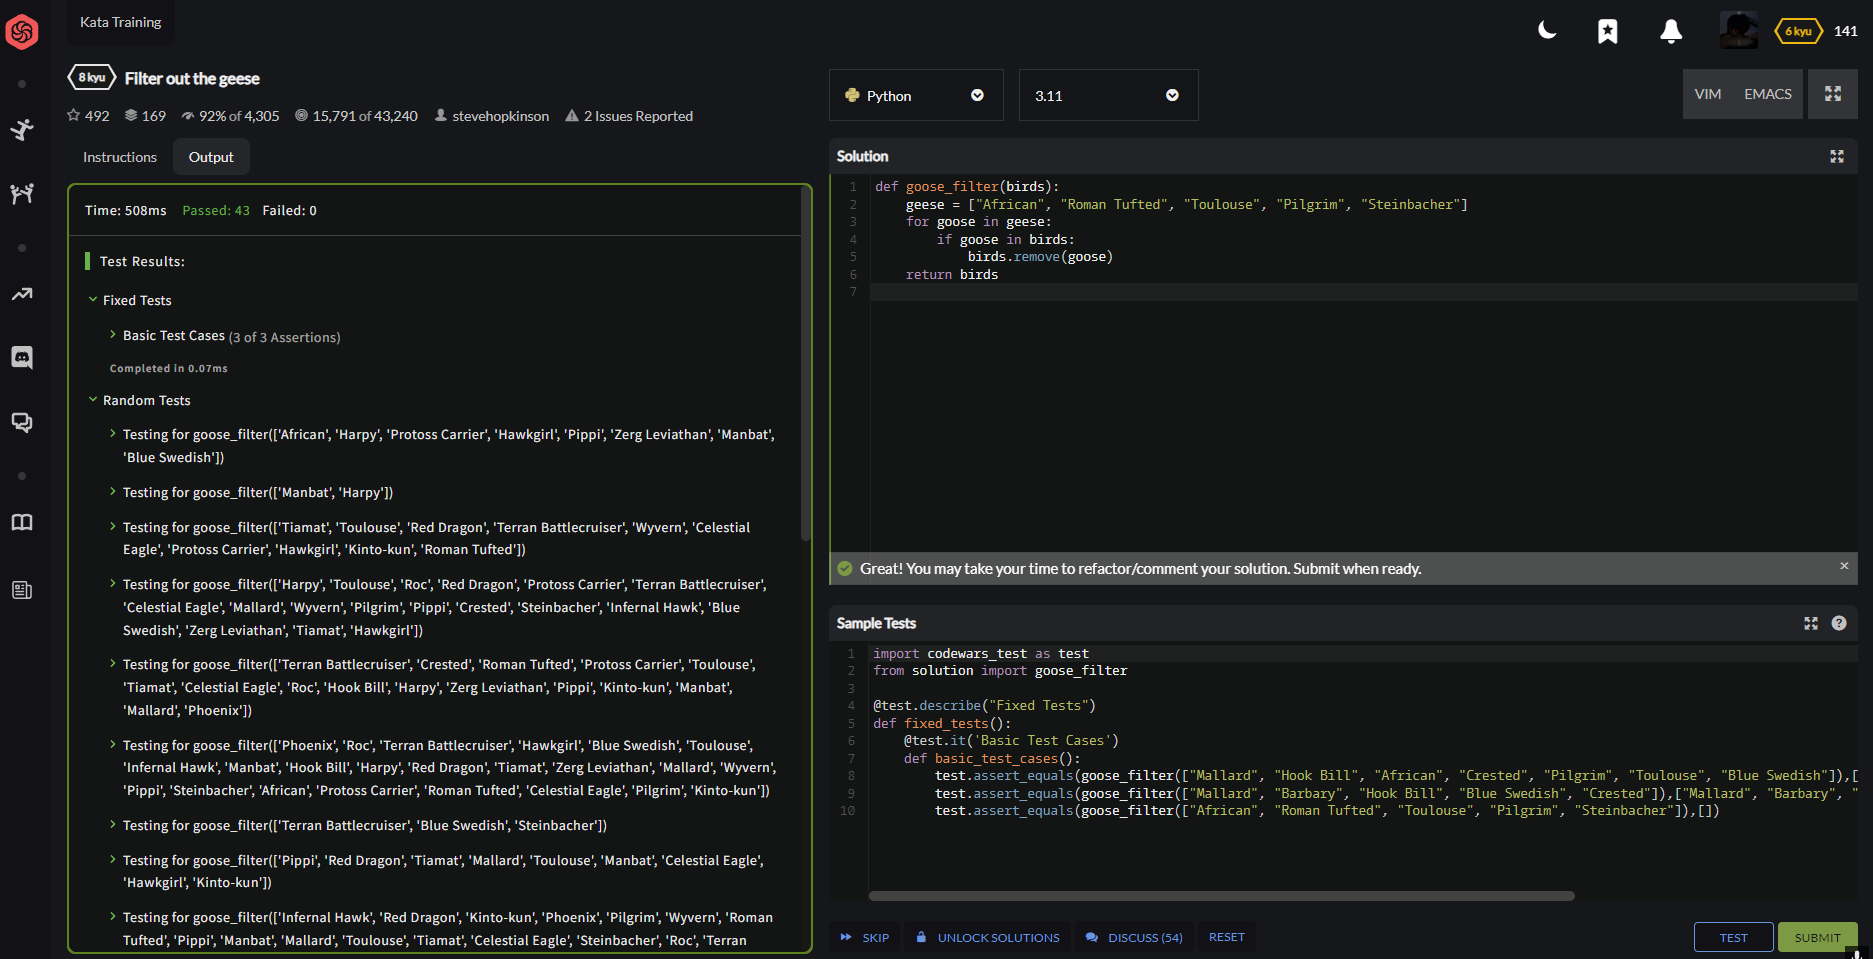 Kata Training
6 kyu 141
8 kyu Filter out the geese
492 169 92% of 4,305 15,791 of 43,240 stevehopkinson 2 Issues Reported
Instructions Output
Time: 508ms Passed: 43 Failed: 0
Test Results:
Fixed Tests
Basic Test Cases (3 of 3 Assertions)
Completed in 0.07ms
Random Tests
Testing for goose_filter(['African', 'Harpy', 'Protoss Carrier', 'Hawkgirl', 'Pippi', 'Zerg Leviathan', 'Manbat',
'Blue Swedish'])
Testing for goose_filter(['Manbat', 'Harpy'])
Testing for goose_filter(['Tiamat', 'Toulouse', 'Red Dragon', 'Terran Battlecruiser', 'Wyvern', 'Celestial
Eagle', 'Protoss Carrier', 'Hawkgirl', 'Kinto-kun', 'Roman Tufted'])
Testing for goose_filter(['Harpy', 'Toulouse', 'Roc', 'Red Dragon', 'Protoss Carrier', 'Terran Battlecruiser',
'Celestial Eagle', 'Mallard', 'Wyvern', 'Pilgrim', 'Pippi', 'Crested', 'Steinbacher', 'Infernal Hawk', 'Blue
Swedish', 'Zerg Leviathan', 'Tiamat', 'Hawkgirl'])
Testing for goose_filter(['Terran Battlecruiser', 'Crested', 'Roman Tufted', 'Protoss Carrier', 'Toulouse',
'Tiamat', 'Celestial Eagle', 'Roc', 'Hook Bill', 'Harpy', 'Zerg Leviathan', 'Pippi', 'Kinto-kun', 'Manbat',
'Mallard', 'Phoenix'])
Testing for goose_filter(['Phoenix', 'Roc', 'Terran Battlecruiser', 'Hawkgirl', 'Blue Swedish', 'Toulouse',
'Infernal Hawk', 'Manbat', 'Hook Bill', 'Harpy', 'Red Dragon', 'Tiamat', 'Zerg Leviathan', 'Mallard', 'Wyvern',
'Pippi', 'Steinbacher', 'African', 'Protoss Carrier', 'Roman Tufted', 'Celestial Eagle', 'Pilgrim', 'Kinto-kun'])
Testing for goose_filter(['Terran Battlecruiser', 'Blue Swedish', 'Steinbacher'])
Testing for goose_filter(['Pippi', 'Red Dragon', 'Tiamat', 'Mallard', 'Toulouse', 'Manbat', 'Celestial Eagle',
'Hawkgirl', 'Kinto-kun'])
Testing for goose_filter(['Infernal Hawk', 'Red Dragon', 'Kinto-kun', 'Phoenix', 'Pilgrim', 'Wyvern', 'Roman
Tufted', 'Pippi', 'Manbat', 'Mallard', 'Toulouse', 'Tiamat', 'Celestial Eagle', 'Steinbacher', 'Roc', 'Terran
Python 3.11 VIM EMACS
Solution
1 def goose_filter(birds):
2 geese = ["African", "Roman Tufted", "Toulouse", "Pilgrim", "Steinbacher"]
3 for goose in geese:
4 if goose in birds:
5 birds.remove(goose)
6 return birds
7
Great! You may take your time to refactor/comment your solution. Submit when ready. ×
Sample Tests ?
1 import codewars_test as test
2 from solution import goose_filter
3
4 @test.describe("Fixed Tests")
5 def fixed_tests():
6 @test.it('Basic Test Cases')
7 def basic_test_cases():
8 test.assert_equals(goose_filter(["Mallard", "Hook Bill", "African", "Crested", "Pilgrim", "Toulouse", "Blue Swedish"]),[
9 test.assert_equals(goose_filter(["Mallard", "Barbary", "Hook Bill", "Blue Swedish", "Crested"]),["Mallard", "Barbary", "
10 test.assert_equals(goose_filter(["African", "Roman Tufted", "Toulouse", "Pilgrim", "Steinbacher"]),[])
SKIP UNLOCK SOLUTIONS DISCUSS (54) RESET TEST SUBMIT